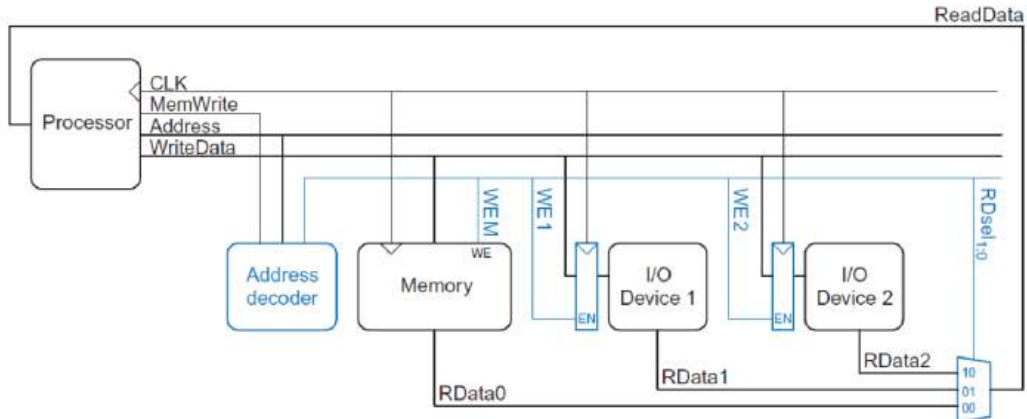 ReadData
CLK
MemWrite
Processor
Address
WriteData
WEM
WE1
WE2
RDsel1:0
Address
decoder
WE
Memory
I/O
Device 1
EN
I/O
Device 2
EN
RData2
RData1
RData0
10
01
00